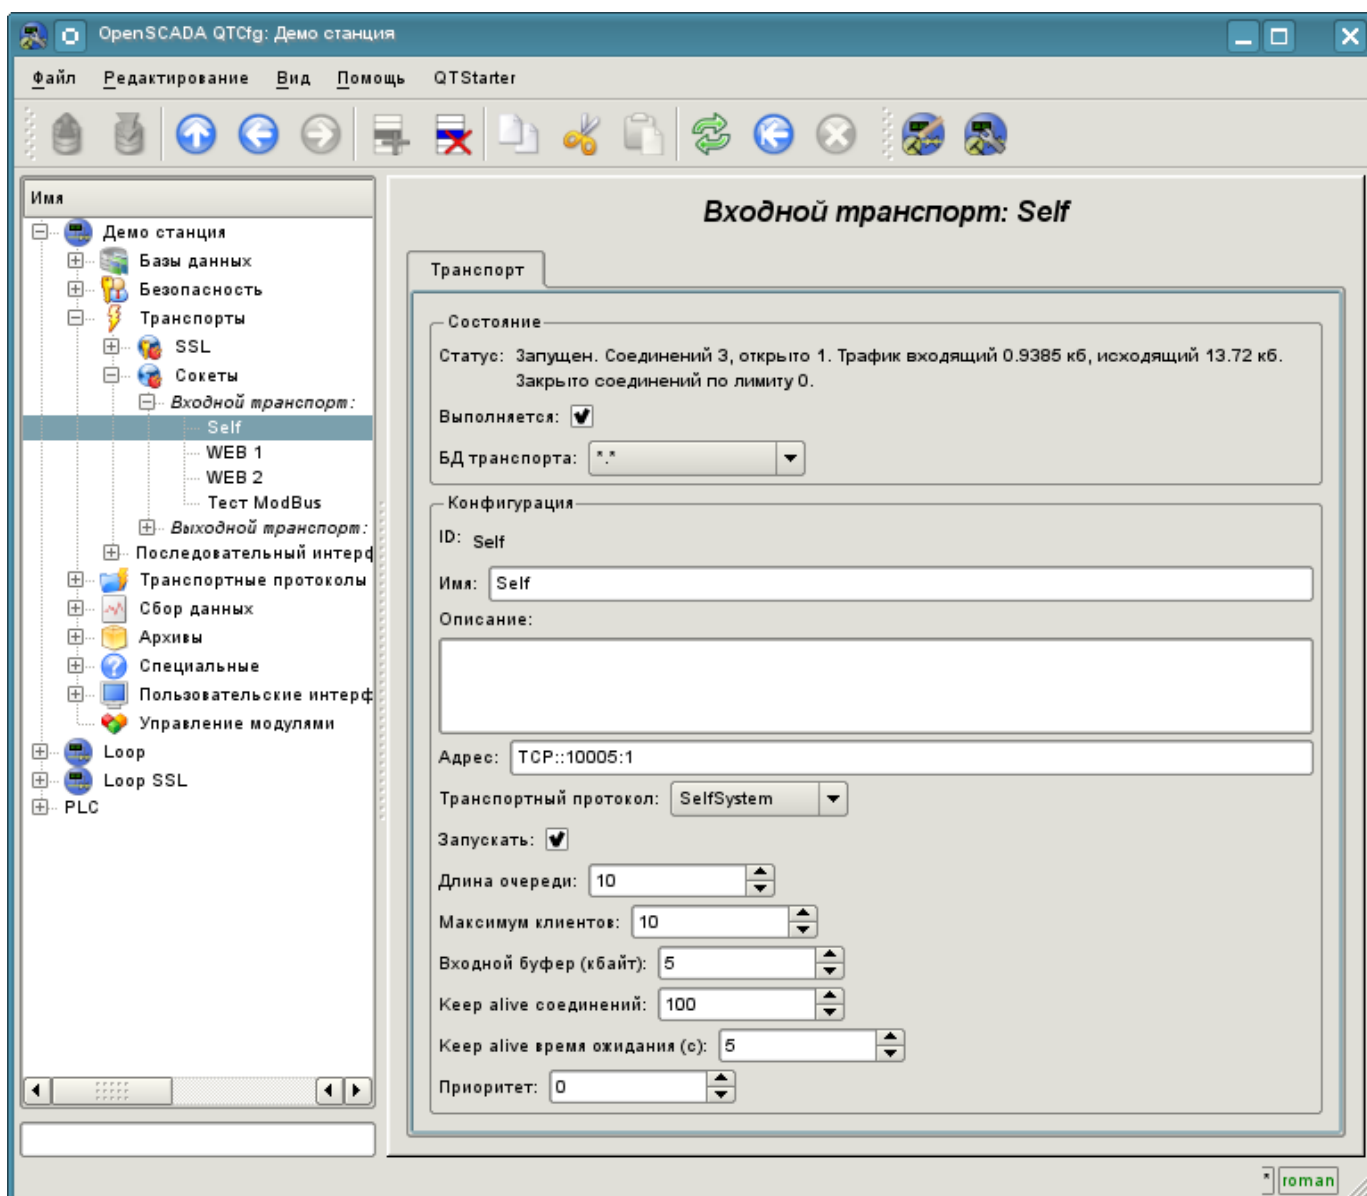 OpenSCADA QTCfg: Демо станция
Файл Редактирование Вид Помощь QTStarter
Имя
Демо станция
Базы данных
Безопасность
Транспорты
SSL
Сокеты
Входной транспорт:
Self
WEB 1
WEB 2
Тест ModBus
Выходной транспорт:
Последовательный интерф
Транспортные протоколы
Сбор данных
Архивы
Специальные
Пользовательские интерф
Управление модулями
Loop
Loop SSL
PLC
Входной транспорт: Self
Транспорт
Состояние
Статус: Запущен. Соединений 3, открыто 1. Трафик входящий 0.9385 кб, исходящий 13.72 кб.
Закрыто соединений по лимиту 0.
Выполняется:
БД транспорта: *.*
Конфигурация
ID: Self
Имя: Self
Описание:
Адрес: TCP::10005:1
Транспортный протокол: SelfSystem
Запускать:
Длина очереди: 10
Максимум клиентов: 10
Входной буфер (кбайт): 5
Keep alive соединений: 100
Keep alive время ожидания (с): 5
Приоритет: 0
* roman